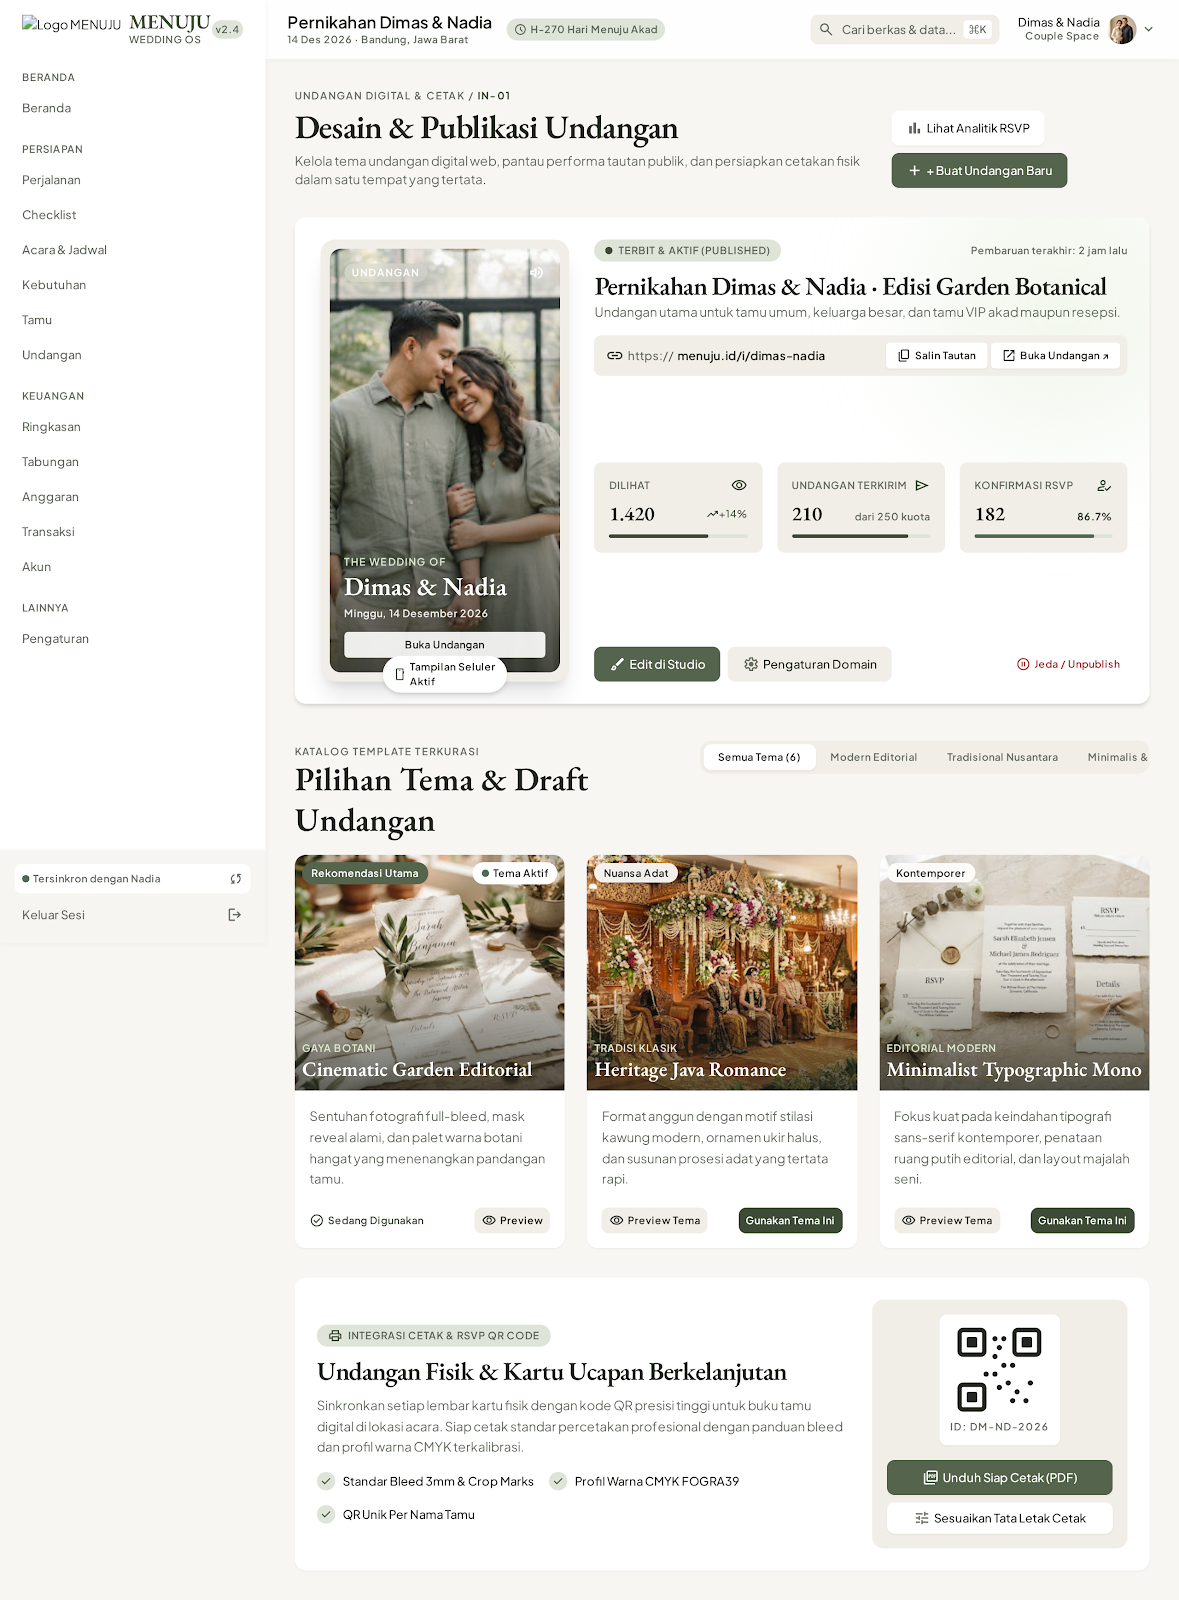 Logo MENUJU
MENUJU
WEDDING OS
v2.4
BERANDA
Beranda
PERSIAPAN
Perjalanan
Checklist
Acara & Jadwal
Kebutuhan
Tamu
Undangan
KEUANGAN
Ringkasan
Tabungan
Anggaran
Transaksi
Akun
LAINNYA
Pengaturan
Tersinkron dengan Nadia
Keluar Sesi
Pernikahan Dimas & Nadia
14 Des 2026 · Bandung, Jawa Barat
H-270 Hari Menuju Akad
Cari berkas & data...
⌘K
Dimas & Nadia
Couple Space
UNDANGAN DIGITAL & CETAK / IN-01
Desain & Publikasi Undangan
Kelola tema undangan digital web, pantau performa tautan publik, dan persiapkan cetakan fisik
dalam satu tempat yang tertata.
Lihat Analitik RSVP
+ Buat Undangan Baru
UNDANGAN
THE WEDDING OF
Dimas & Nadia
Minggu, 14 Desember 2026
Buka Undangan
Tampilan Seluler
Aktif
TERBIT & AKTIF (PUBLISHED)
Pembaruan terakhir: 2 jam lalu
Pernikahan Dimas & Nadia · Edisi Garden Botanical
Undangan utama untuk tamu umum, keluarga besar, dan tamu VIP akad maupun resepsi.
https:// menuju.id/i/dimas-nadia
Salin Tautan
Buka Undangan ↗
DILIHAT
1.420
+14%
UNDANGAN TERKIRIM
210
dari 250 kuota
KONFIRMASI RSVP
182
86.7%
Edit di Studio
Pengaturan Domain
Jeda / Unpublish
KATALOG TEMPLATE TERKURASI
Pilihan Tema & Draft
Undangan
Semua Tema (6)
Modern Editorial
Tradisional Nusantara
Minimalis &
Rekomendasi Utama
Tema Aktif
Sarah
Benjamin
Details
RSVP
GAYA BOTANI
Cinematic Garden Editorial
Sentuhan fotografi full-bleed, mask
reveal alami, dan palet warna botani
hangat yang menenangkan pandangan
tamu.
Sedang Digunakan
Preview
Nuansa Adat
TRADISI KLASIK
Heritage Java Romance
Format anggun dengan motif stilasi
kawung modern, ornamen ukir halus,
dan susunan prosesi adat yang tertata
rapi.
Preview Tema
Gunakan Tema Ini
Kontemporer
RSVP
Sarah Elizabeth Jensen
&
Michael James Rodriguez
RSVP
Details
EDITORIAL MODERN
Minimalist Typographic Mono
Fokus kuat pada keindahan tipografi
sans-serif kontemporer, penataan
ruang putih editorial, dan layout majalah
seni.
Preview Tema
Gunakan Tema Ini
INTEGRASI CETAK & RSVP QR CODE
Undangan Fisik & Kartu Ucapan Berkelanjutan
Sinkronkan setiap lembar kartu fisik dengan kode QR presisi tinggi untuk buku tamu
digital di lokasi acara. Siap cetak standar percetakan profesional dengan panduan bleed
dan profil warna CMYK terkalibrasi.
Standar Bleed 3mm & Crop Marks
Profil Warna CMYK FOGRA39
QR Unik Per Nama Tamu
ID: DM-ND-2026
Unduh Siap Cetak (PDF)
Sesuaikan Tata Letak Cetak